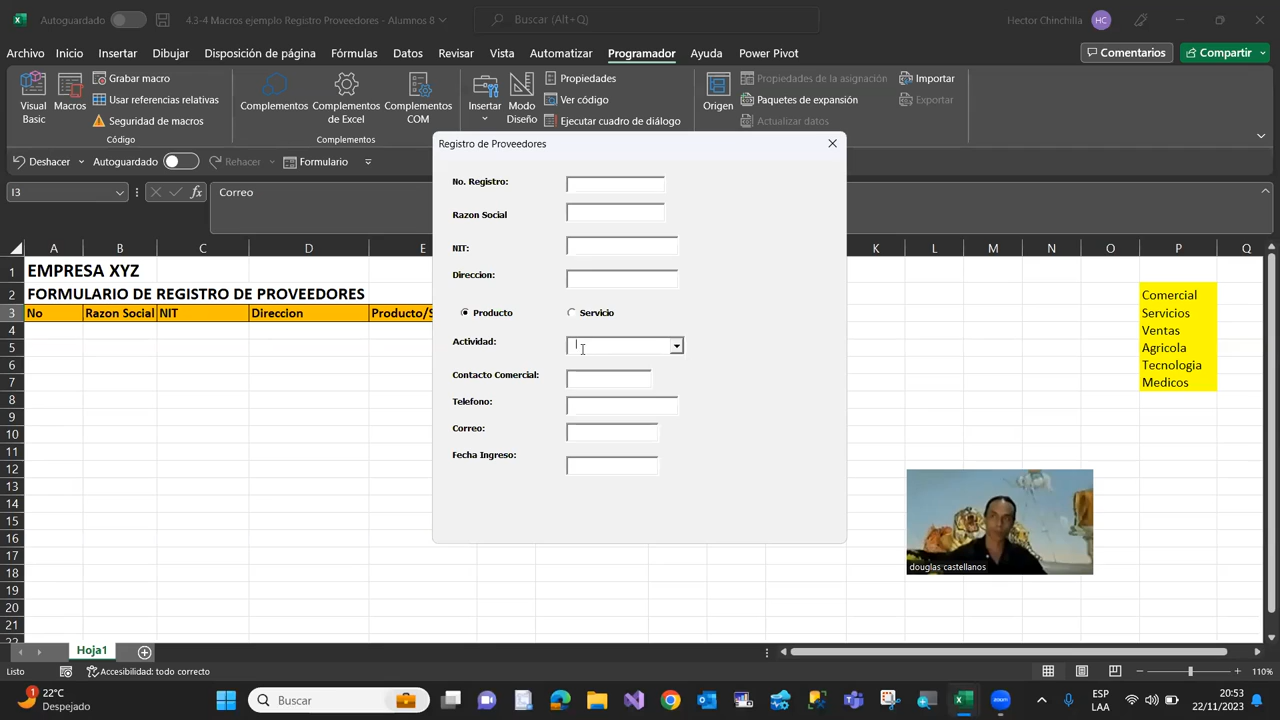 Autoguardado
4.3-4 Macros ejemplo Registro Proveedores - Alumnos 8
Buscar (Alt+Q)
Hector Chinchilla
HC
Archivo Inicio Insertar Dibujar Disposición de página Fórmulas Datos Revisar Vista Automatizar Programador Ayuda Power Pivot
Comentarios
Compartir
Visual Basic
Macros
Grabar macro
Usar referencias relativas
Seguridad de macros
Código
Complementos
Complementos de Excel
Complementos COM
Complementos
Insertar
Modo Diseño
Propiedades
Ver código
Ejecutar cuadro de diálogo
Origen
Propiedades de la asignación
Paquetes de expansión
Actualizar datos
Importar
Exportar
Deshacer
Autoguardado
Rehacer
Formulario
I3
fx
Correo
A B C D E K L M N O P Q
1 EMPRESA XYZ
2 FORMULARIO DE REGISTRO DE PROVEEDORES
3 No Razon Social NIT Direccion Producto/S
4
5
6
7
8
9
10
11
12
13
14
15
16
17
18
19
20
21
22
Comercial
Servicios
Ventas
Agricola
Tecnologia
Medicos
Registro de Proveedores
No. Registro:
Razon Social
NIT:
Direccion:
Producto
Servicio
Actividad:
Contacto Comercial:
Telefono:
Correo:
Fecha Ingreso:
douglas castellanos
Hoja1
Listo
Accesibilidad: todo correcto
110%
22°C
Despejado
Buscar
ESP
LAA
20:53
22/11/2023